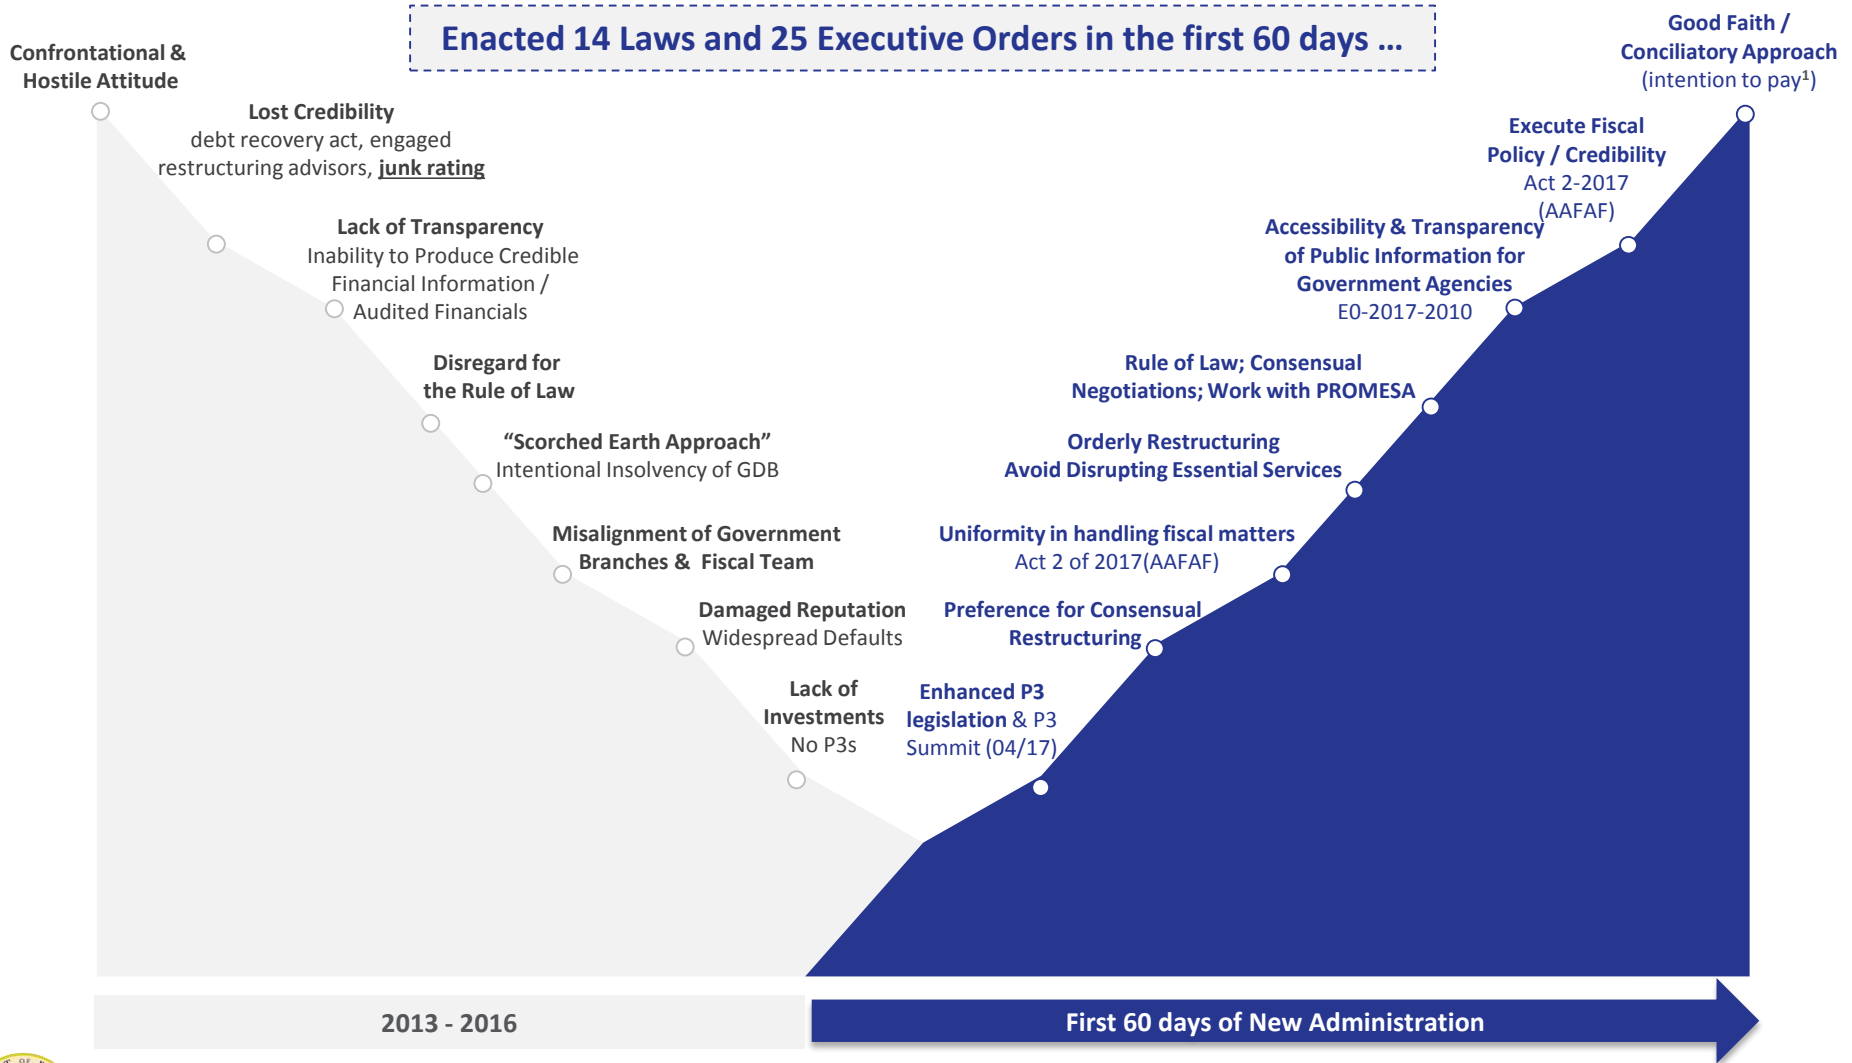 Enacted 14 Laws and 25 Executive Orders in the first 60 days ...
Confrontational &
Hostile Attitude
Lost Credibility
debt recovery act, engaged
restructuring advisors, junk rating
Lack of Transparency
Inability to Produce Credible
Financial Information /
Audited Financials
Disregard for
the Rule of Law
“Scorched Earth Approach”
Intentional Insolvency of GDB
Misalignment of Government
Branches & Fiscal Team
Damaged Reputation
Widespread Defaults
Lack of
Investments
No P3s
Enhanced P3
legislation & P3
Summit (04/17)
Preference for Consensual
Restructuring
Uniformity in handling fiscal matters
Act 2 of 2017(AAFAF)
Orderly Restructuring
Avoid Disrupting Essential Services
Rule of Law; Consensual
Negotiations; Work with PROMESA
Accessibility & Transparency
of Public Information for
Government Agencies
E0-2017-2010
Execute Fiscal
Policy / Credibility
Act 2-2017
(AAFAF)
Good Faith /
Conciliatory Approach
(intention to pay¹)
2013 - 2016
First 60 days of New Administration